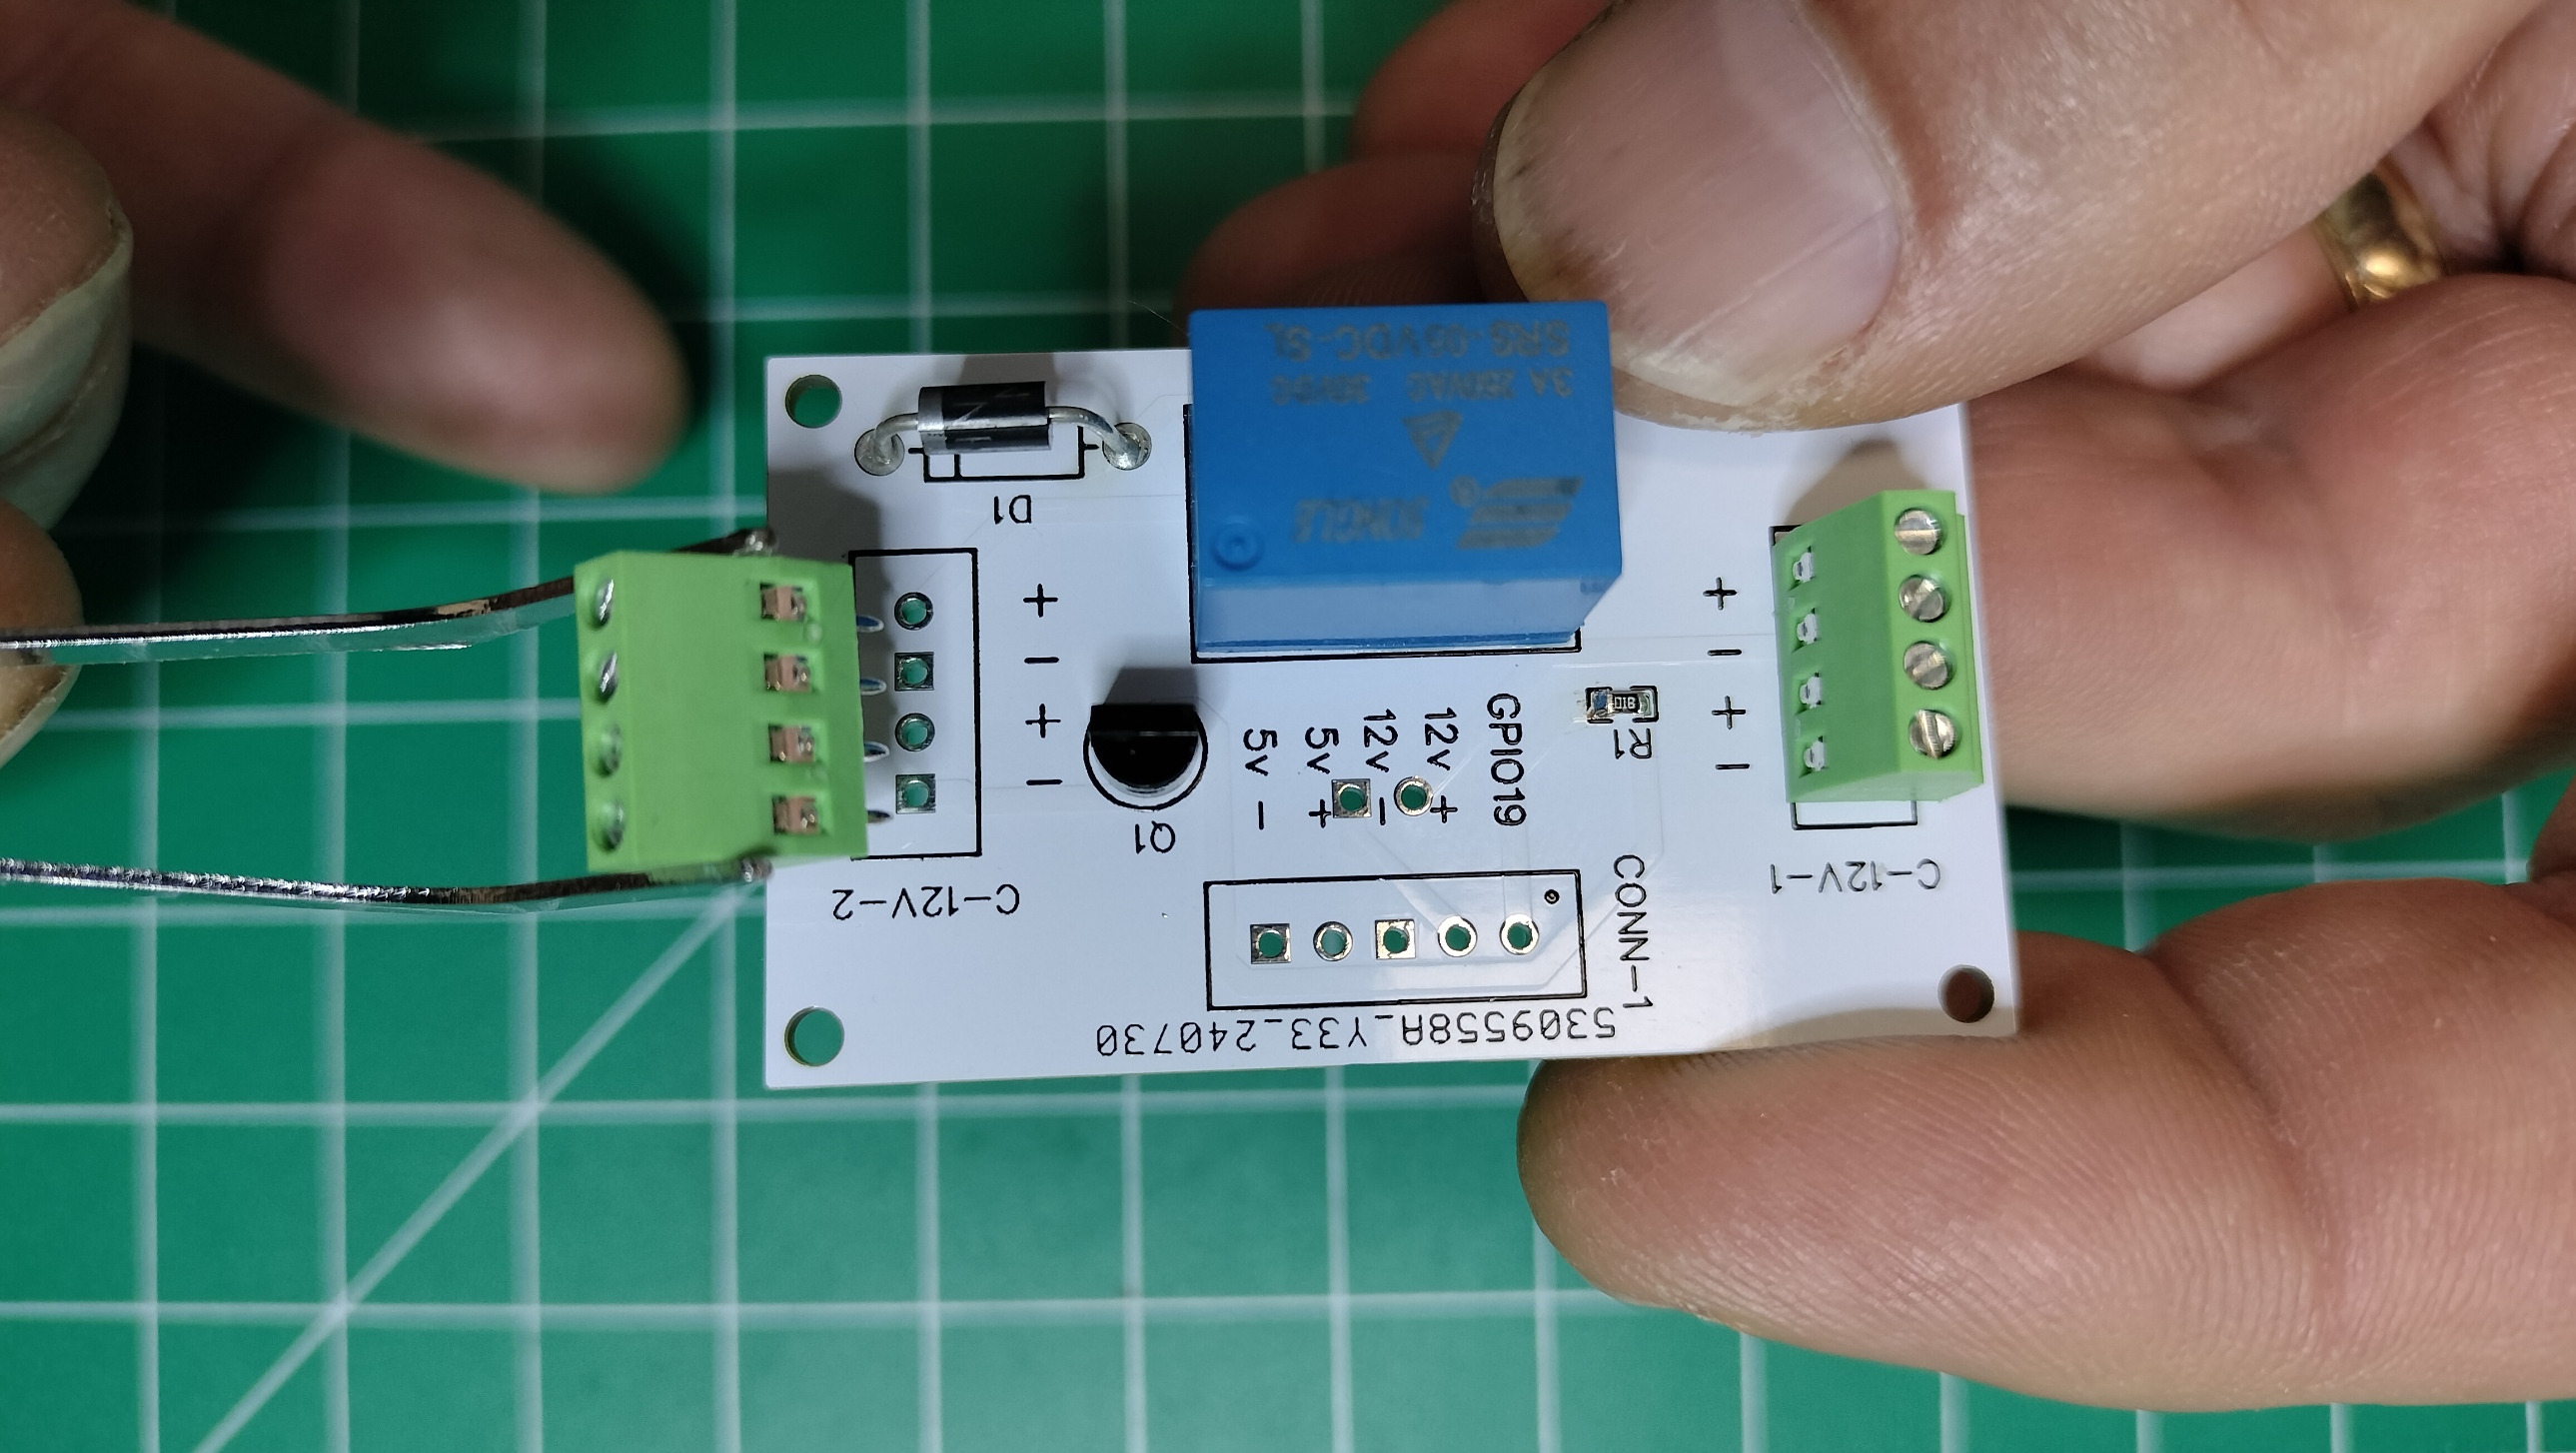 SRS-05VDC-SL
3A 250VAC 30VDC
SONGLE
D1
+
−
+
−
+
−
+
−
R1
Q1
GPIO19
12v +
12v −
5v +
5v −
CONN-1
C-12V-1
C-12V-2
5309558A_Y33_240730